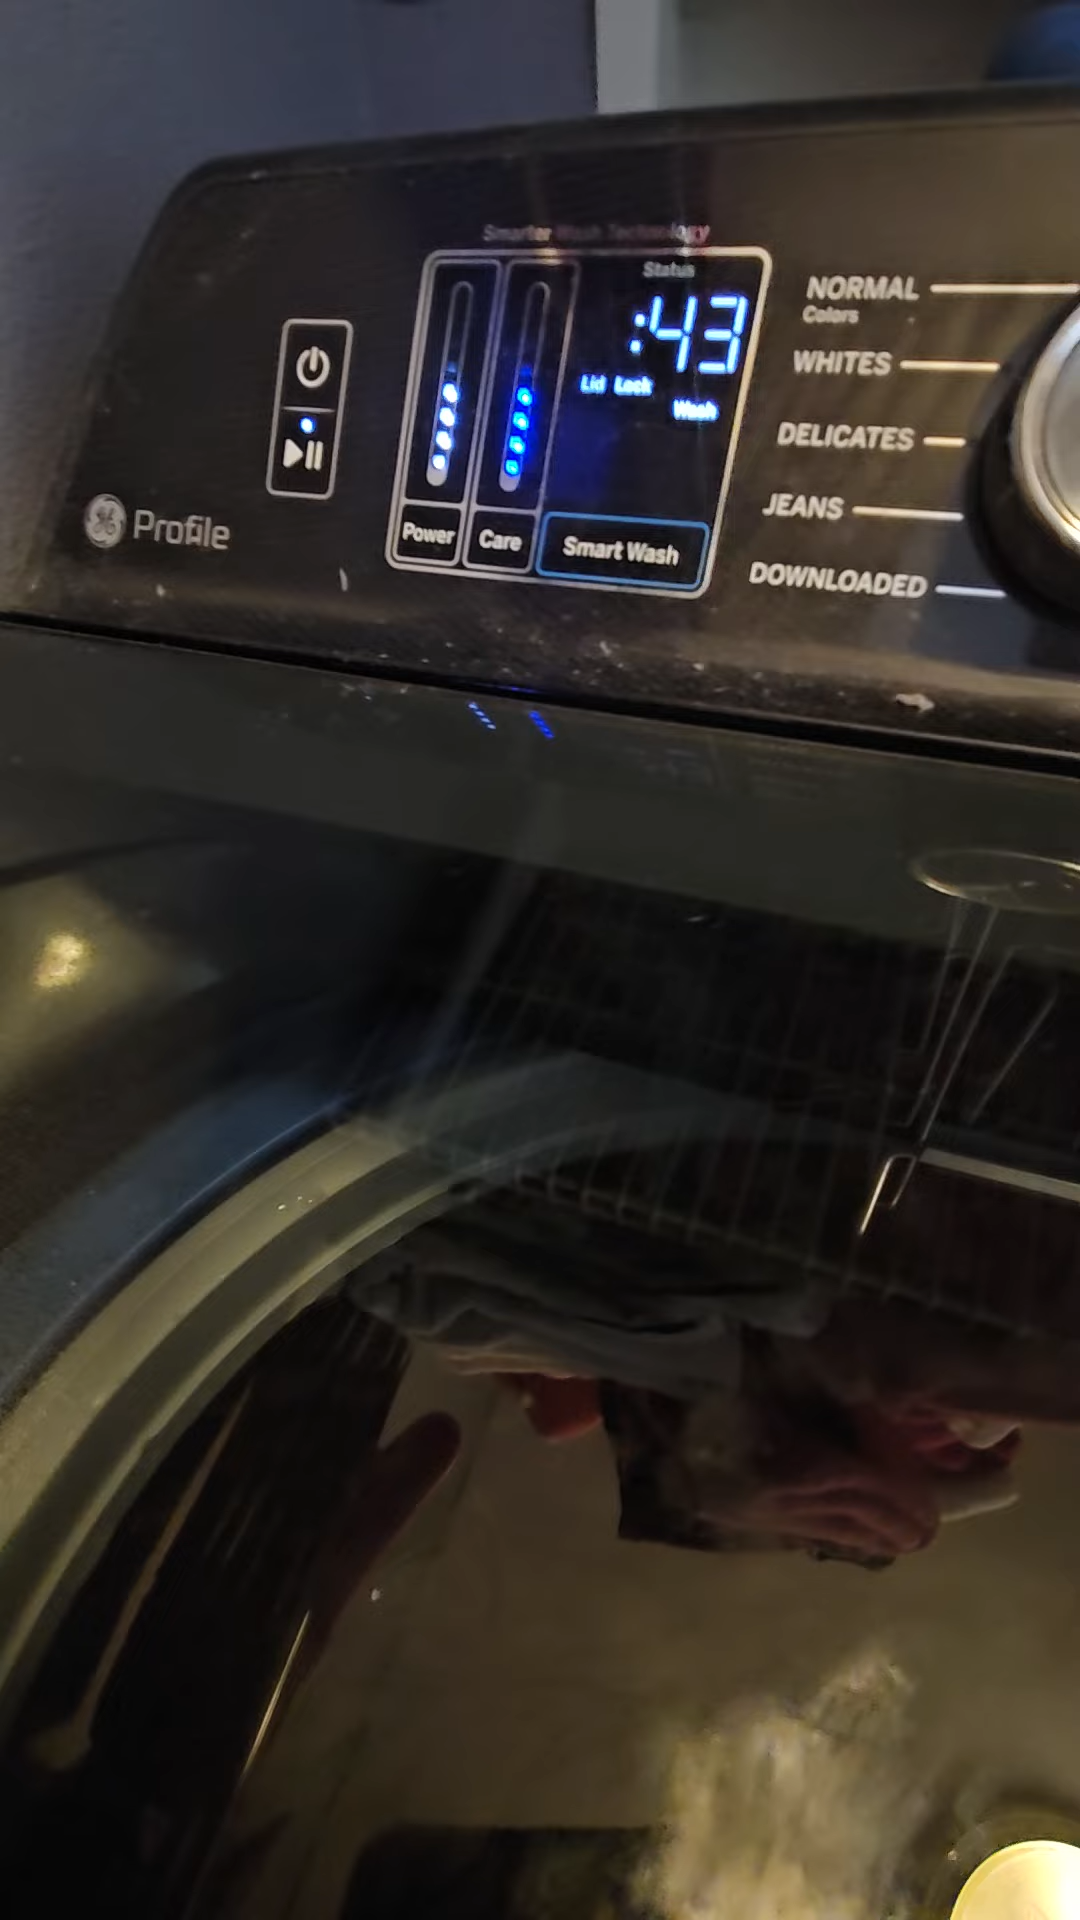 Smarter Wash Technology
Status
:43
Lid Lock
Wash
Power
Care
Smart Wash
NORMAL
Colors
WHITES
DELICATES
JEANS
DOWNLOADED
GE Profile